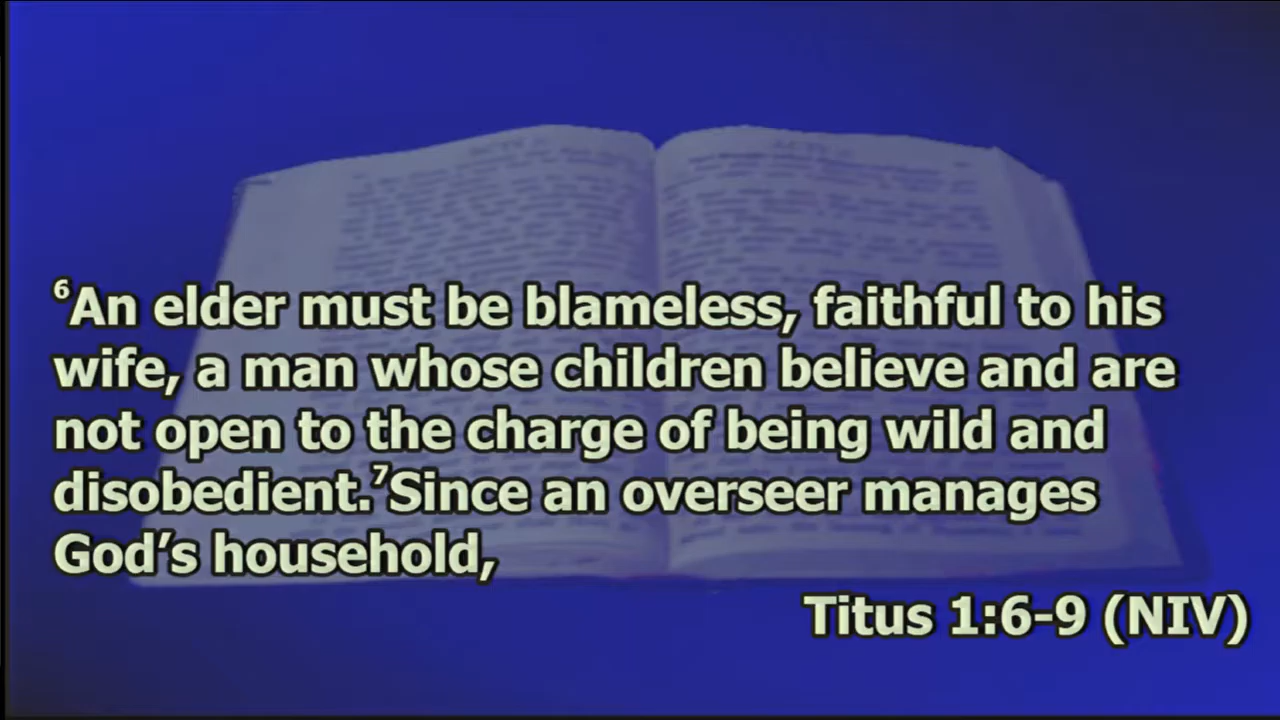 ⁶An elder must be blameless, faithful to his
wife, a man whose children believe and are
not open to the charge of being wild and
disobedient.⁷Since an overseer manages
God’s household,
Titus 1:6-9 (NIV)